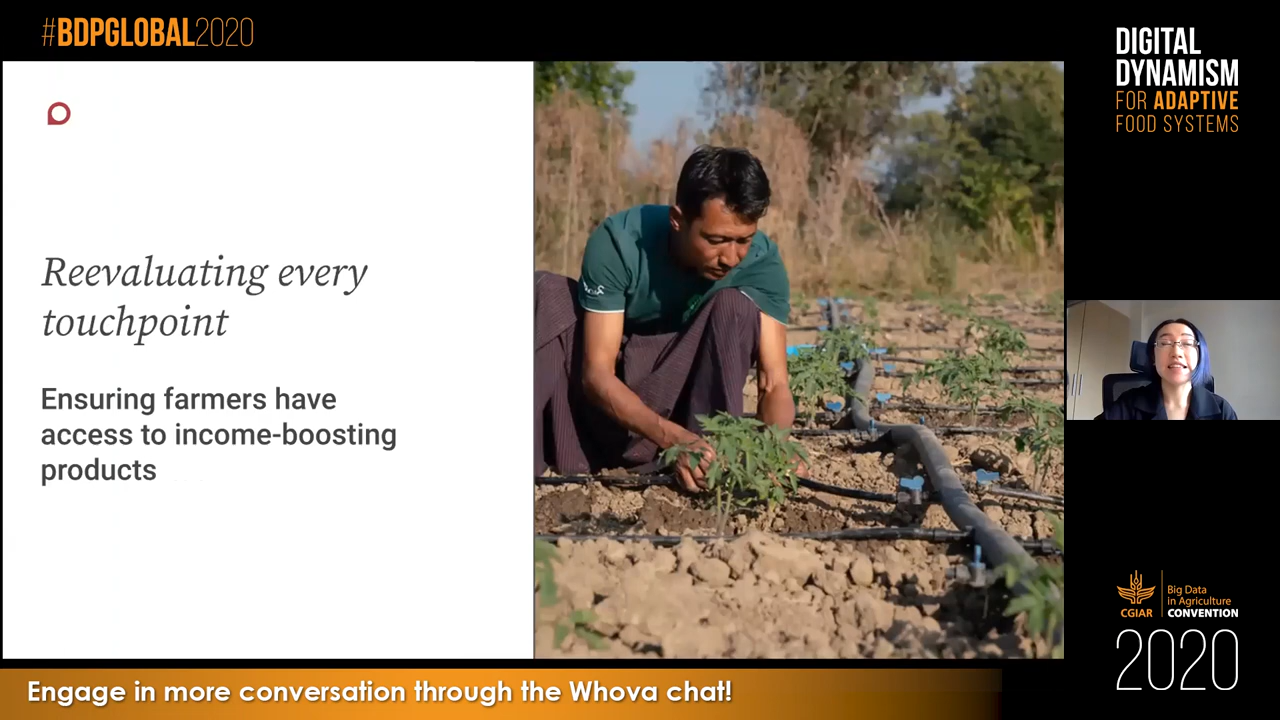 #BDPGLOBAL2020
DIGITAL
DYNAMISM
FOR ADAPTIVE
FOOD SYSTEMS
Reevaluating every
touchpoint
Ensuring farmers have
access to income-boosting
products
CGIAR
Big Data
in Agriculture
CONVENTION
2020
Engage in more conversation through the Whova chat!